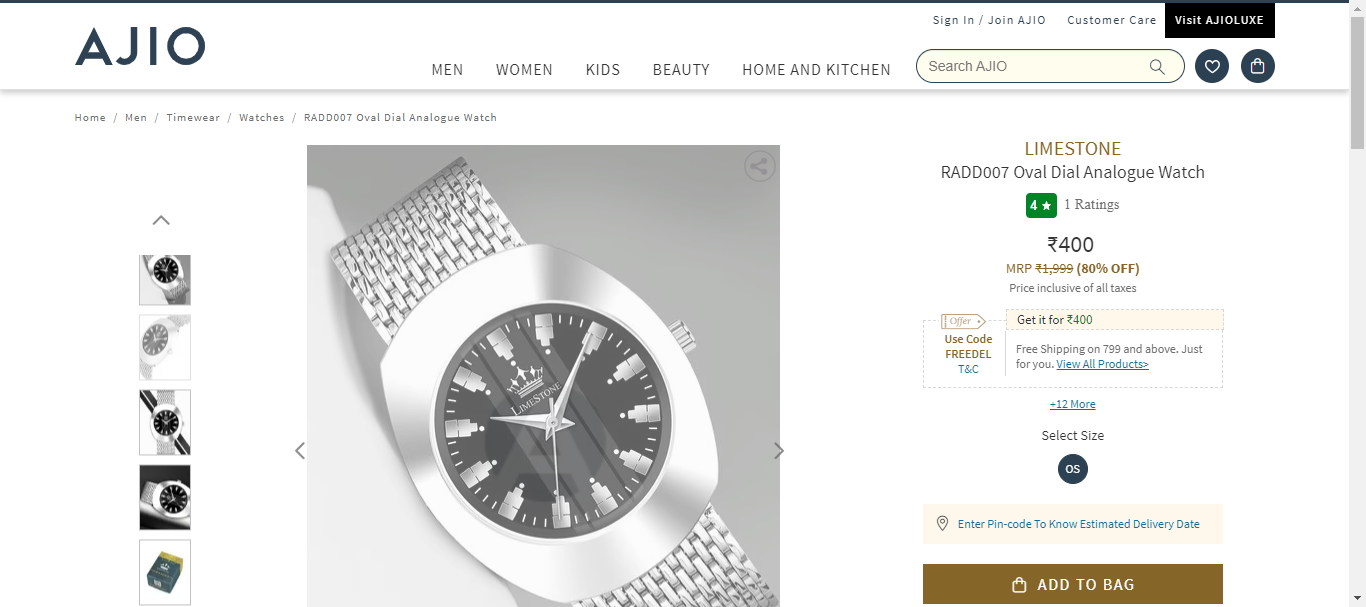 Sign In / Join AJIO
Customer Care
Visit AJIOLUXE
AJIO
MEN
WOMEN
KIDS
BEAUTY
HOME AND KITCHEN
Search AJIO
Home / Men / Timewear / Watches / RADD007 Oval Dial Analogue Watch
LIMESTONE
LIMESTONE
RADD007 Oval Dial Analogue Watch
4 ★ 1 Ratings
₹400
MRP ₹1,999 (80% OFF)
Price inclusive of all taxes
Offer
Use Code
FREEDEL
T&C
Get it for ₹400
Free Shipping on 799 and above. Just
for you. View All Products>
+12 More
Select Size
OS
Enter Pin-code To Know Estimated Delivery Date
ADD TO BAG